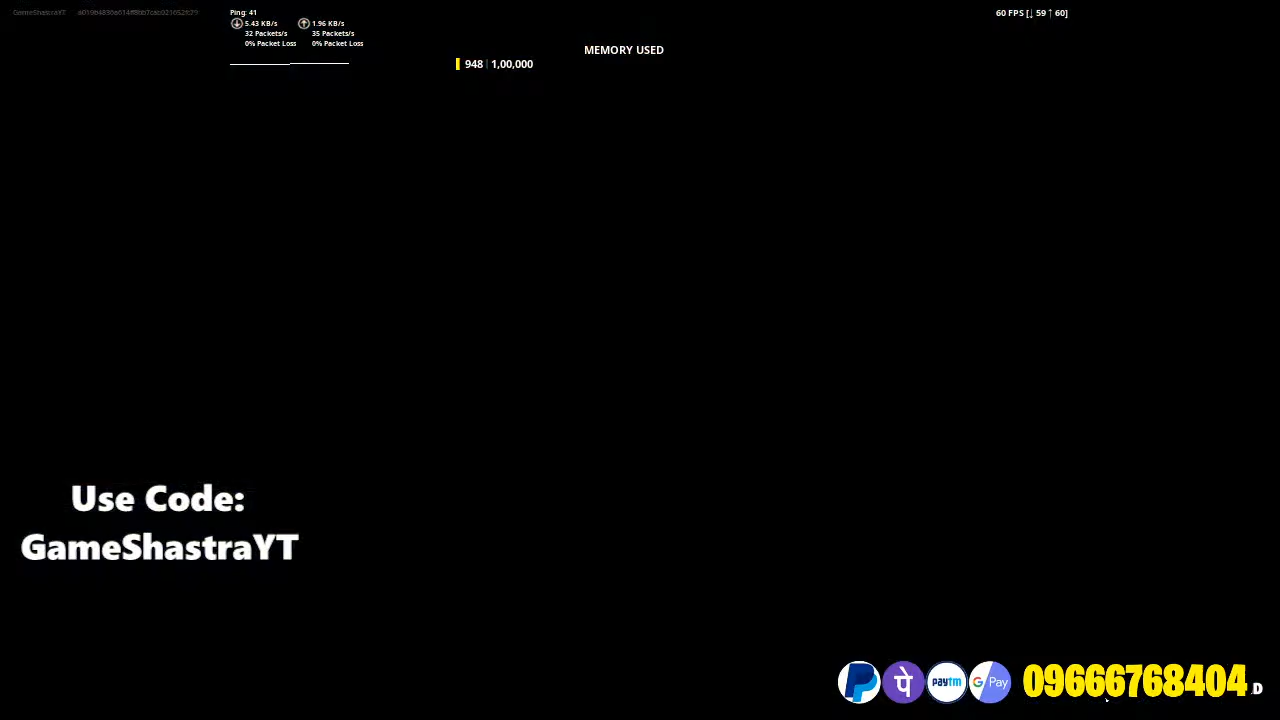 GameShastraYT
Ping: 41
5.43 KB/s 1.96 KB/s
32 Packets/s 35 Packets/s
0% Packet Loss 0% Packet Loss
60 FPS [↓ 59 ↑ 60]
MEMORY USED
948 | 1,00,000
Use Code:
GameShastraYT
पे paytm G Pay 09666768404 D